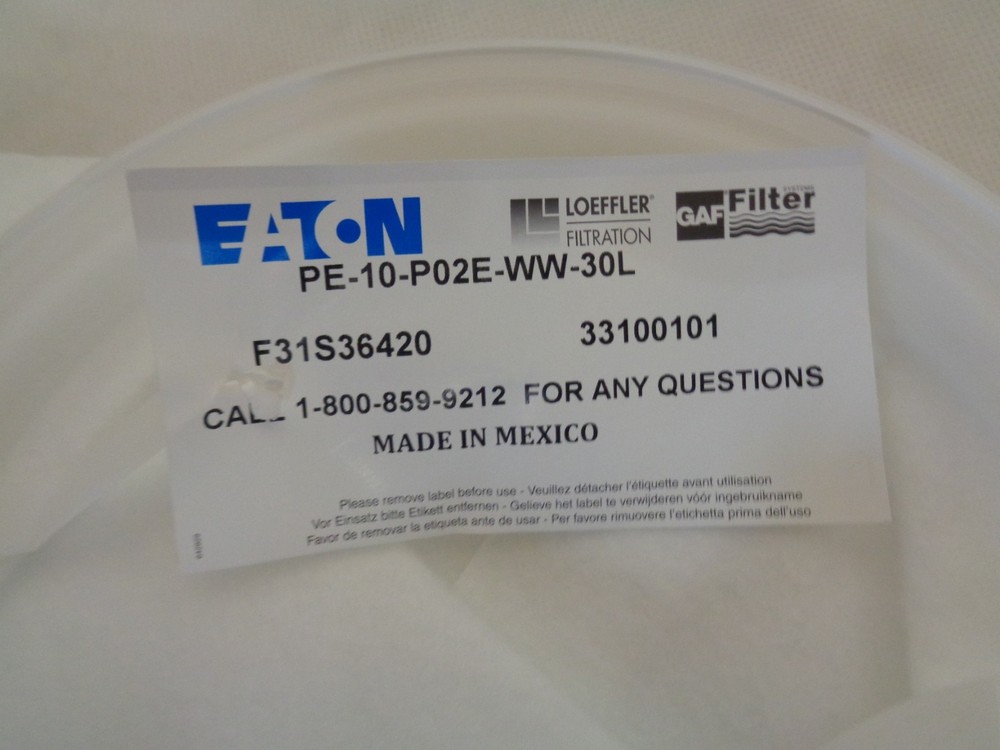 EATON
LOEFFLER®
FILTRATION
GAF Filter
SYSTEMS
PE-10-P02E-WW-30L
F31S36420 33100101
CALL 1-800-859-9212 FOR ANY QUESTIONS
MADE IN MEXICO
Please remove label before use - Veuillez détacher l'étiquette avant utilisation
Vor Einsatz bitte Etikett entfernen - Gelieve het label te verwijderen vóór ingebruikname
Favor de remover la etiqueta ante de usar - Per favore rimuovere l'etichetta prima dell'uso